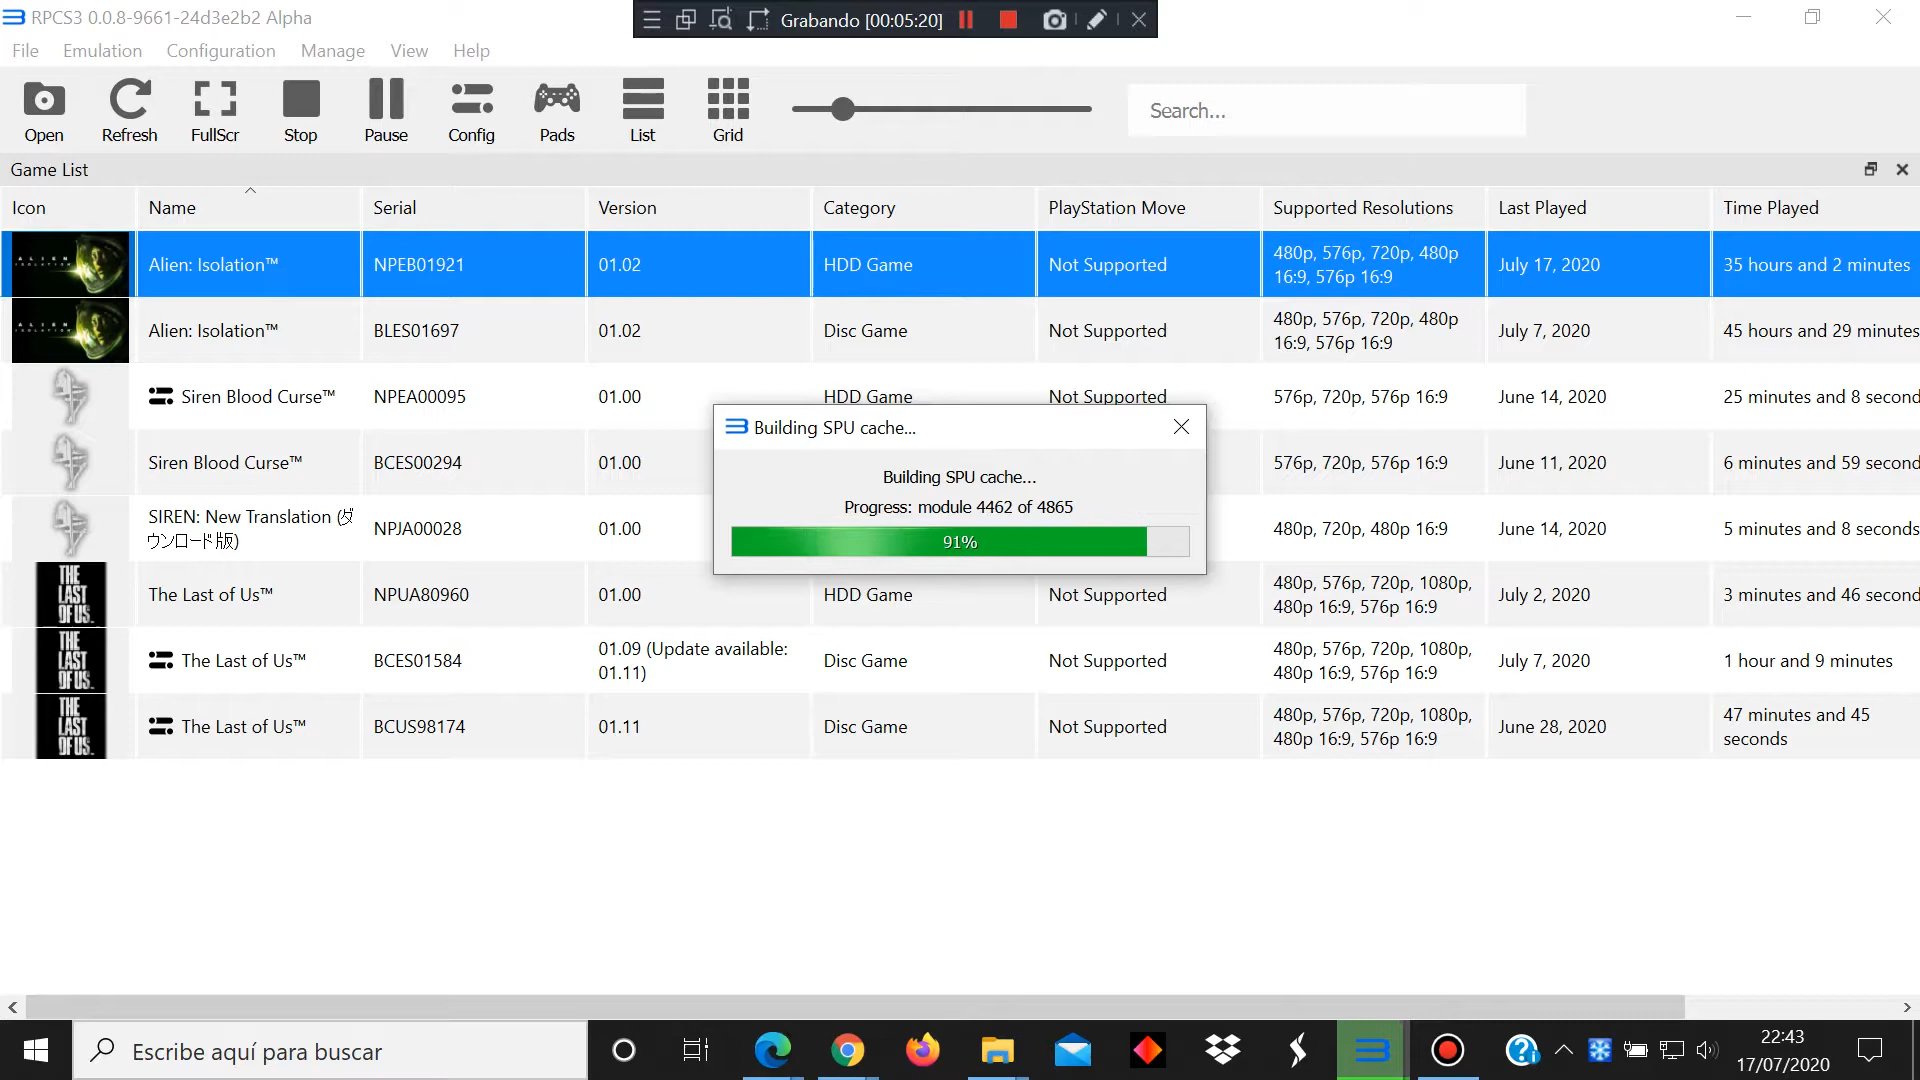 RPCS3 0.0.8-9661-24d3e2b2 Alpha
Grabando [00:05:20]
File Emulation Configuration Manage View Help
Open Refresh FullScr Stop Pause Config Pads List Grid
Search...
Game List
Icon Name Serial Version Category PlayStation Move Supported Resolutions Last Played Time Played
Alien: Isolation™ NPEB01921 01.02 HDD Game Not Supported 480p, 576p, 720p, 480p July 17, 2020 35 hours and 2 minutes
16:9, 576p 16:9
Alien: Isolation™ BLES01697 01.02 Disc Game Not Supported 480p, 576p, 720p, 480p July 7, 2020 45 hours and 29 minutes
16:9, 576p 16:9
Siren Blood Curse™ NPEA00095 01.00 HDD Game Not Supported 576p, 720p, 576p 16:9 June 14, 2020 25 minutes and 8 second
Siren Blood Curse™ BCES00294 01.00 576p, 720p, 576p 16:9 June 11, 2020 6 minutes and 59 second
SIREN: New Translation (ダ
ウンロード版) NPJA00028 01.00 480p, 720p, 480p 16:9 June 14, 2020 5 minutes and 8 seconds
THE LAST OF US. The Last of Us™ NPUA80960 01.00 HDD Game Not Supported 480p, 576p, 720p, 1080p, July 2, 2020 3 minutes and 46 second
480p 16:9, 576p 16:9
THE LAST OF US. The Last of Us™ BCES01584 01.09 (Update available: Disc Game Not Supported 480p, 576p, 720p, 1080p, July 7, 2020 1 hour and 9 minutes
01.11) 480p 16:9, 576p 16:9
THE LAST OF US. The Last of Us™ BCUS98174 01.11 Disc Game Not Supported 480p, 576p, 720p, 1080p, June 28, 2020 47 minutes and 45
480p 16:9, 576p 16:9 seconds
Building SPU cache...
Building SPU cache...
Progress: module 4462 of 4865
91%
Escribe aquí para buscar
22:43
17/07/2020